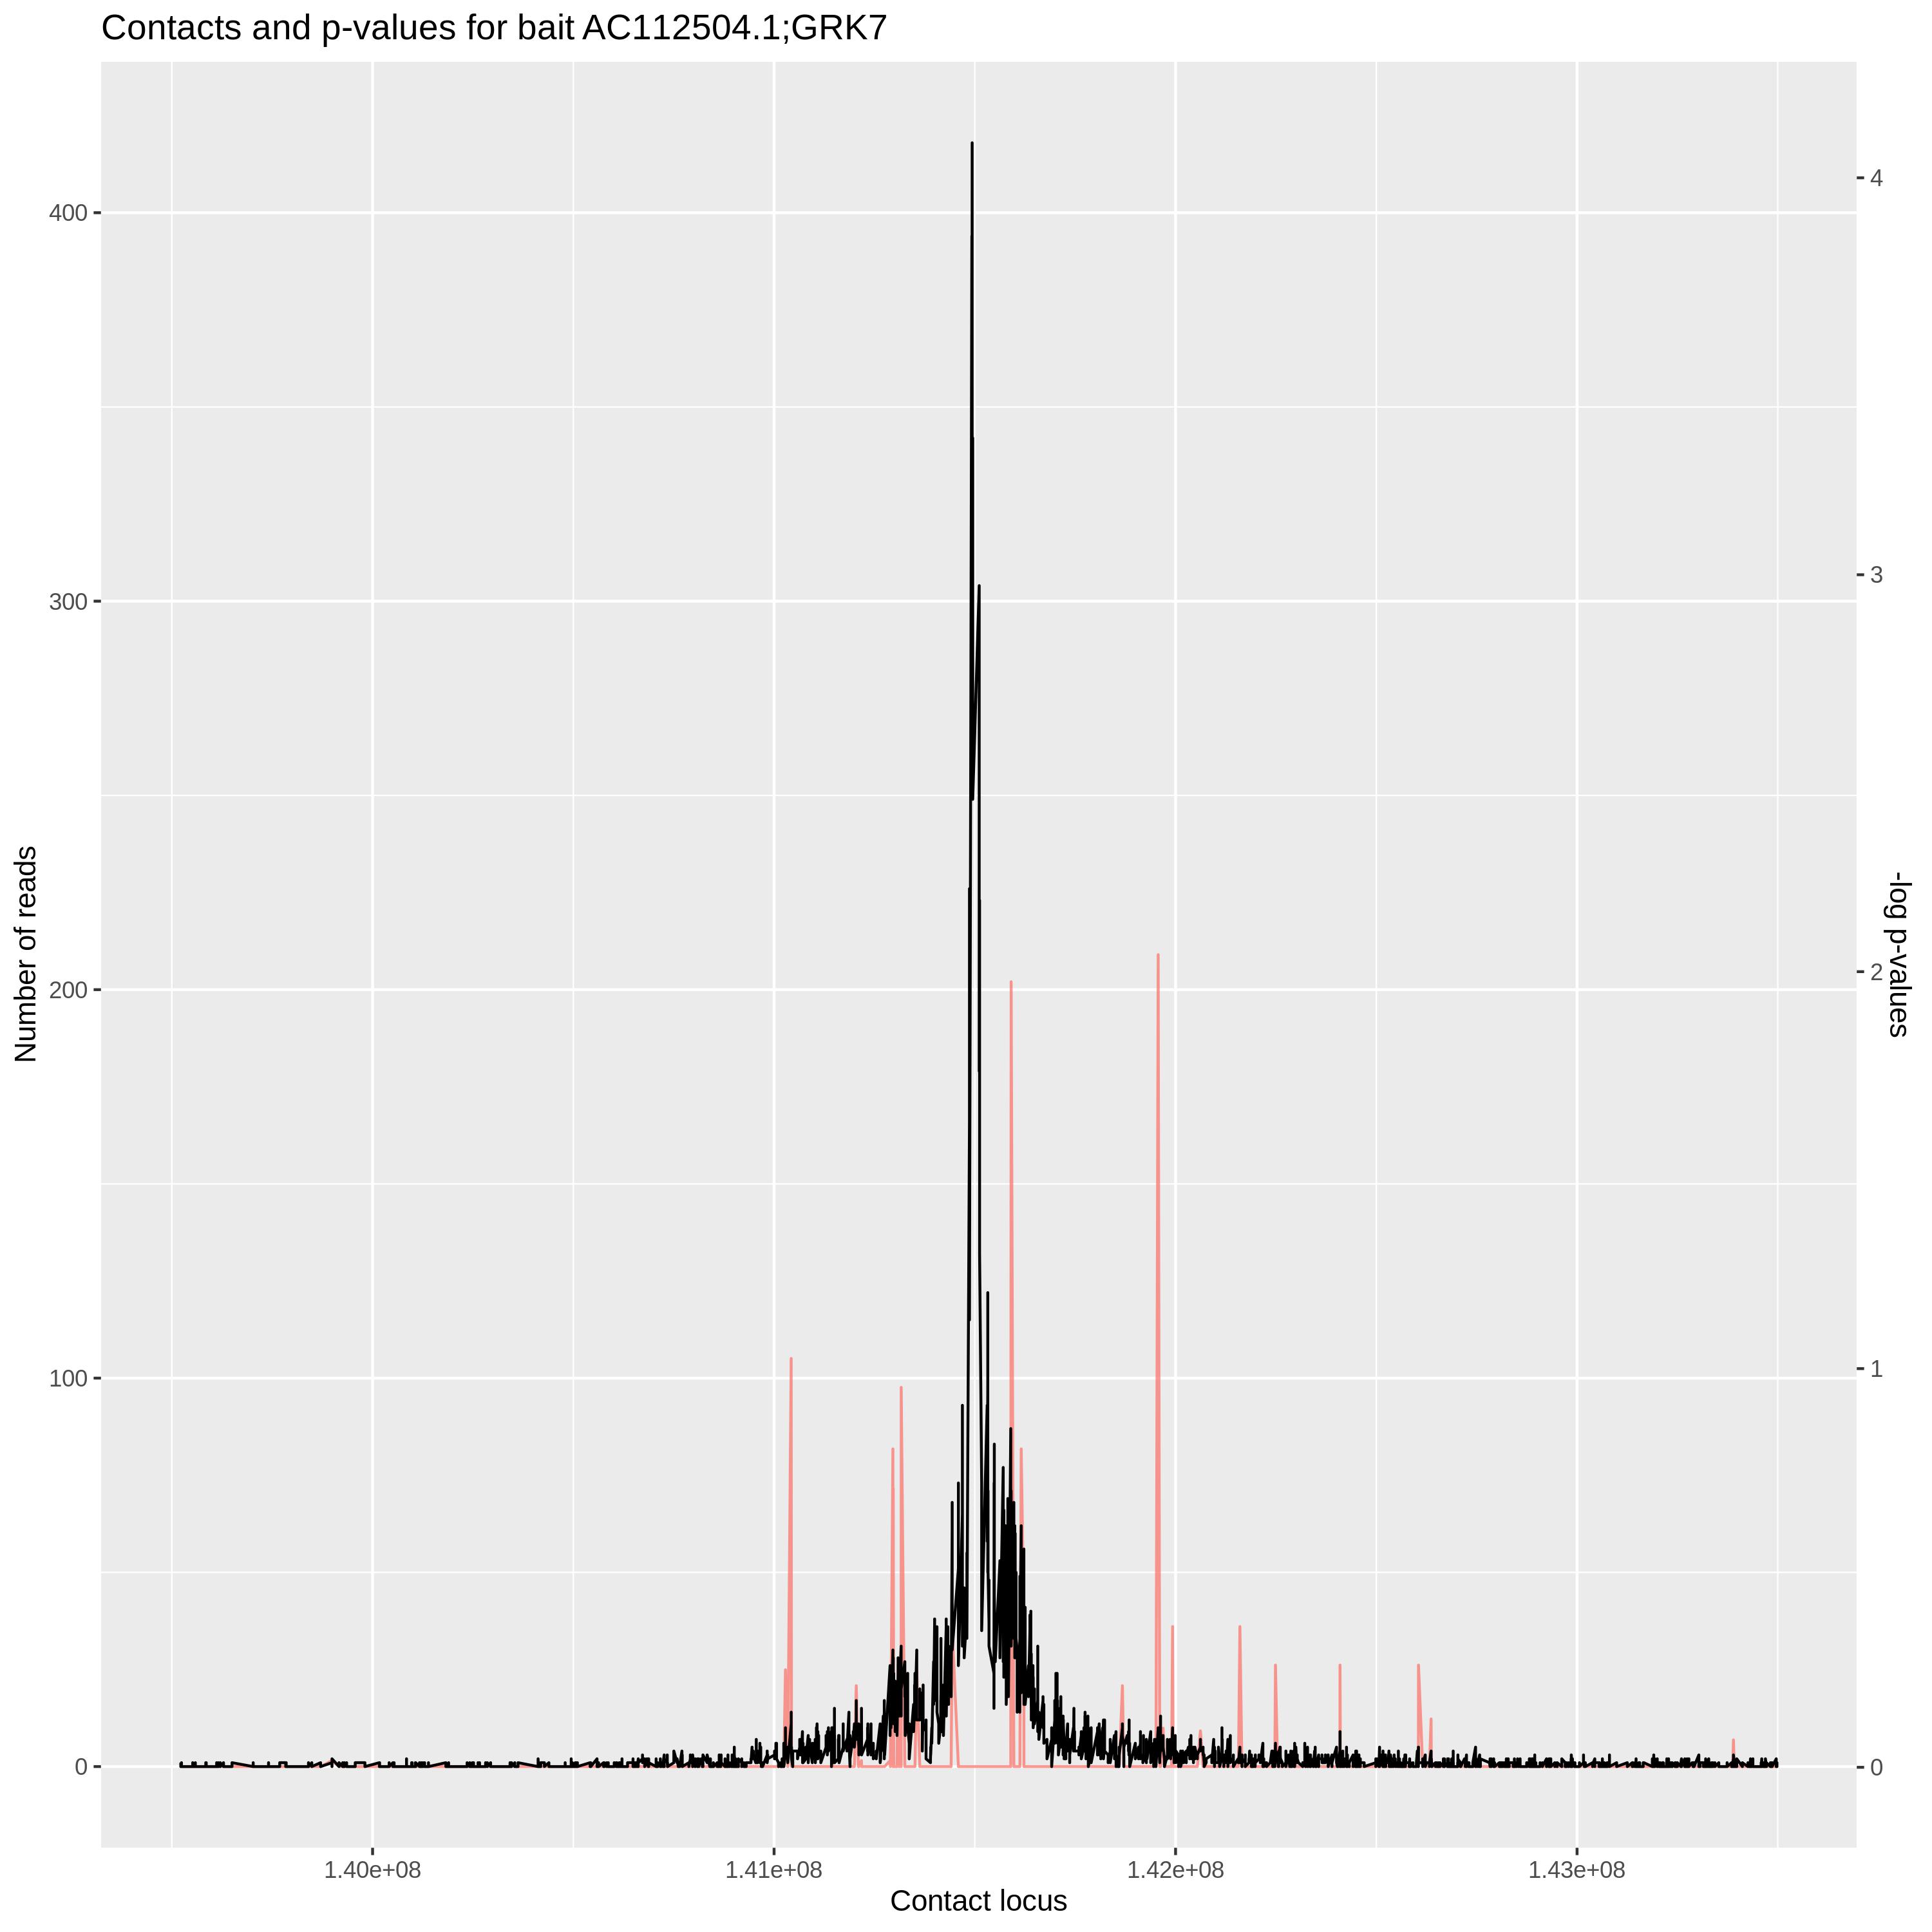 Contacts and p-values for bait AC112504.1;GRK7
400
300
200
100
0
4
3
2
1
0
Number of reads
-log p-values
1.40e+08
1.41e+08
1.42e+08
1.43e+08
Contact locus